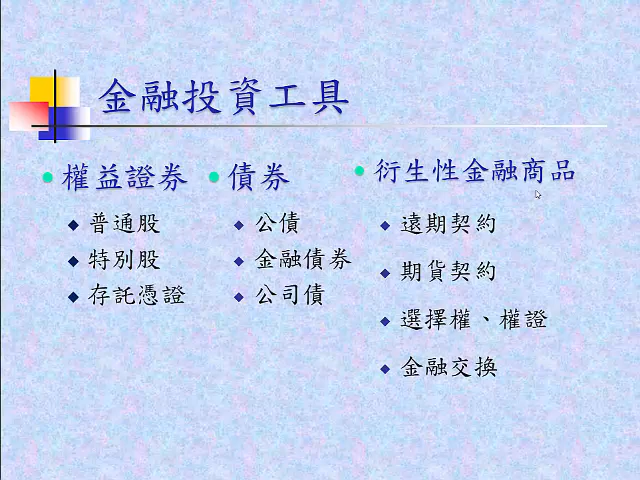 金融投資工具
權益證券
普通股
特別股
存託憑證
債券
公債
金融債券
公司債
衍生性金融商品
遠期契約
期貨契約
選擇權、權證
金融交換